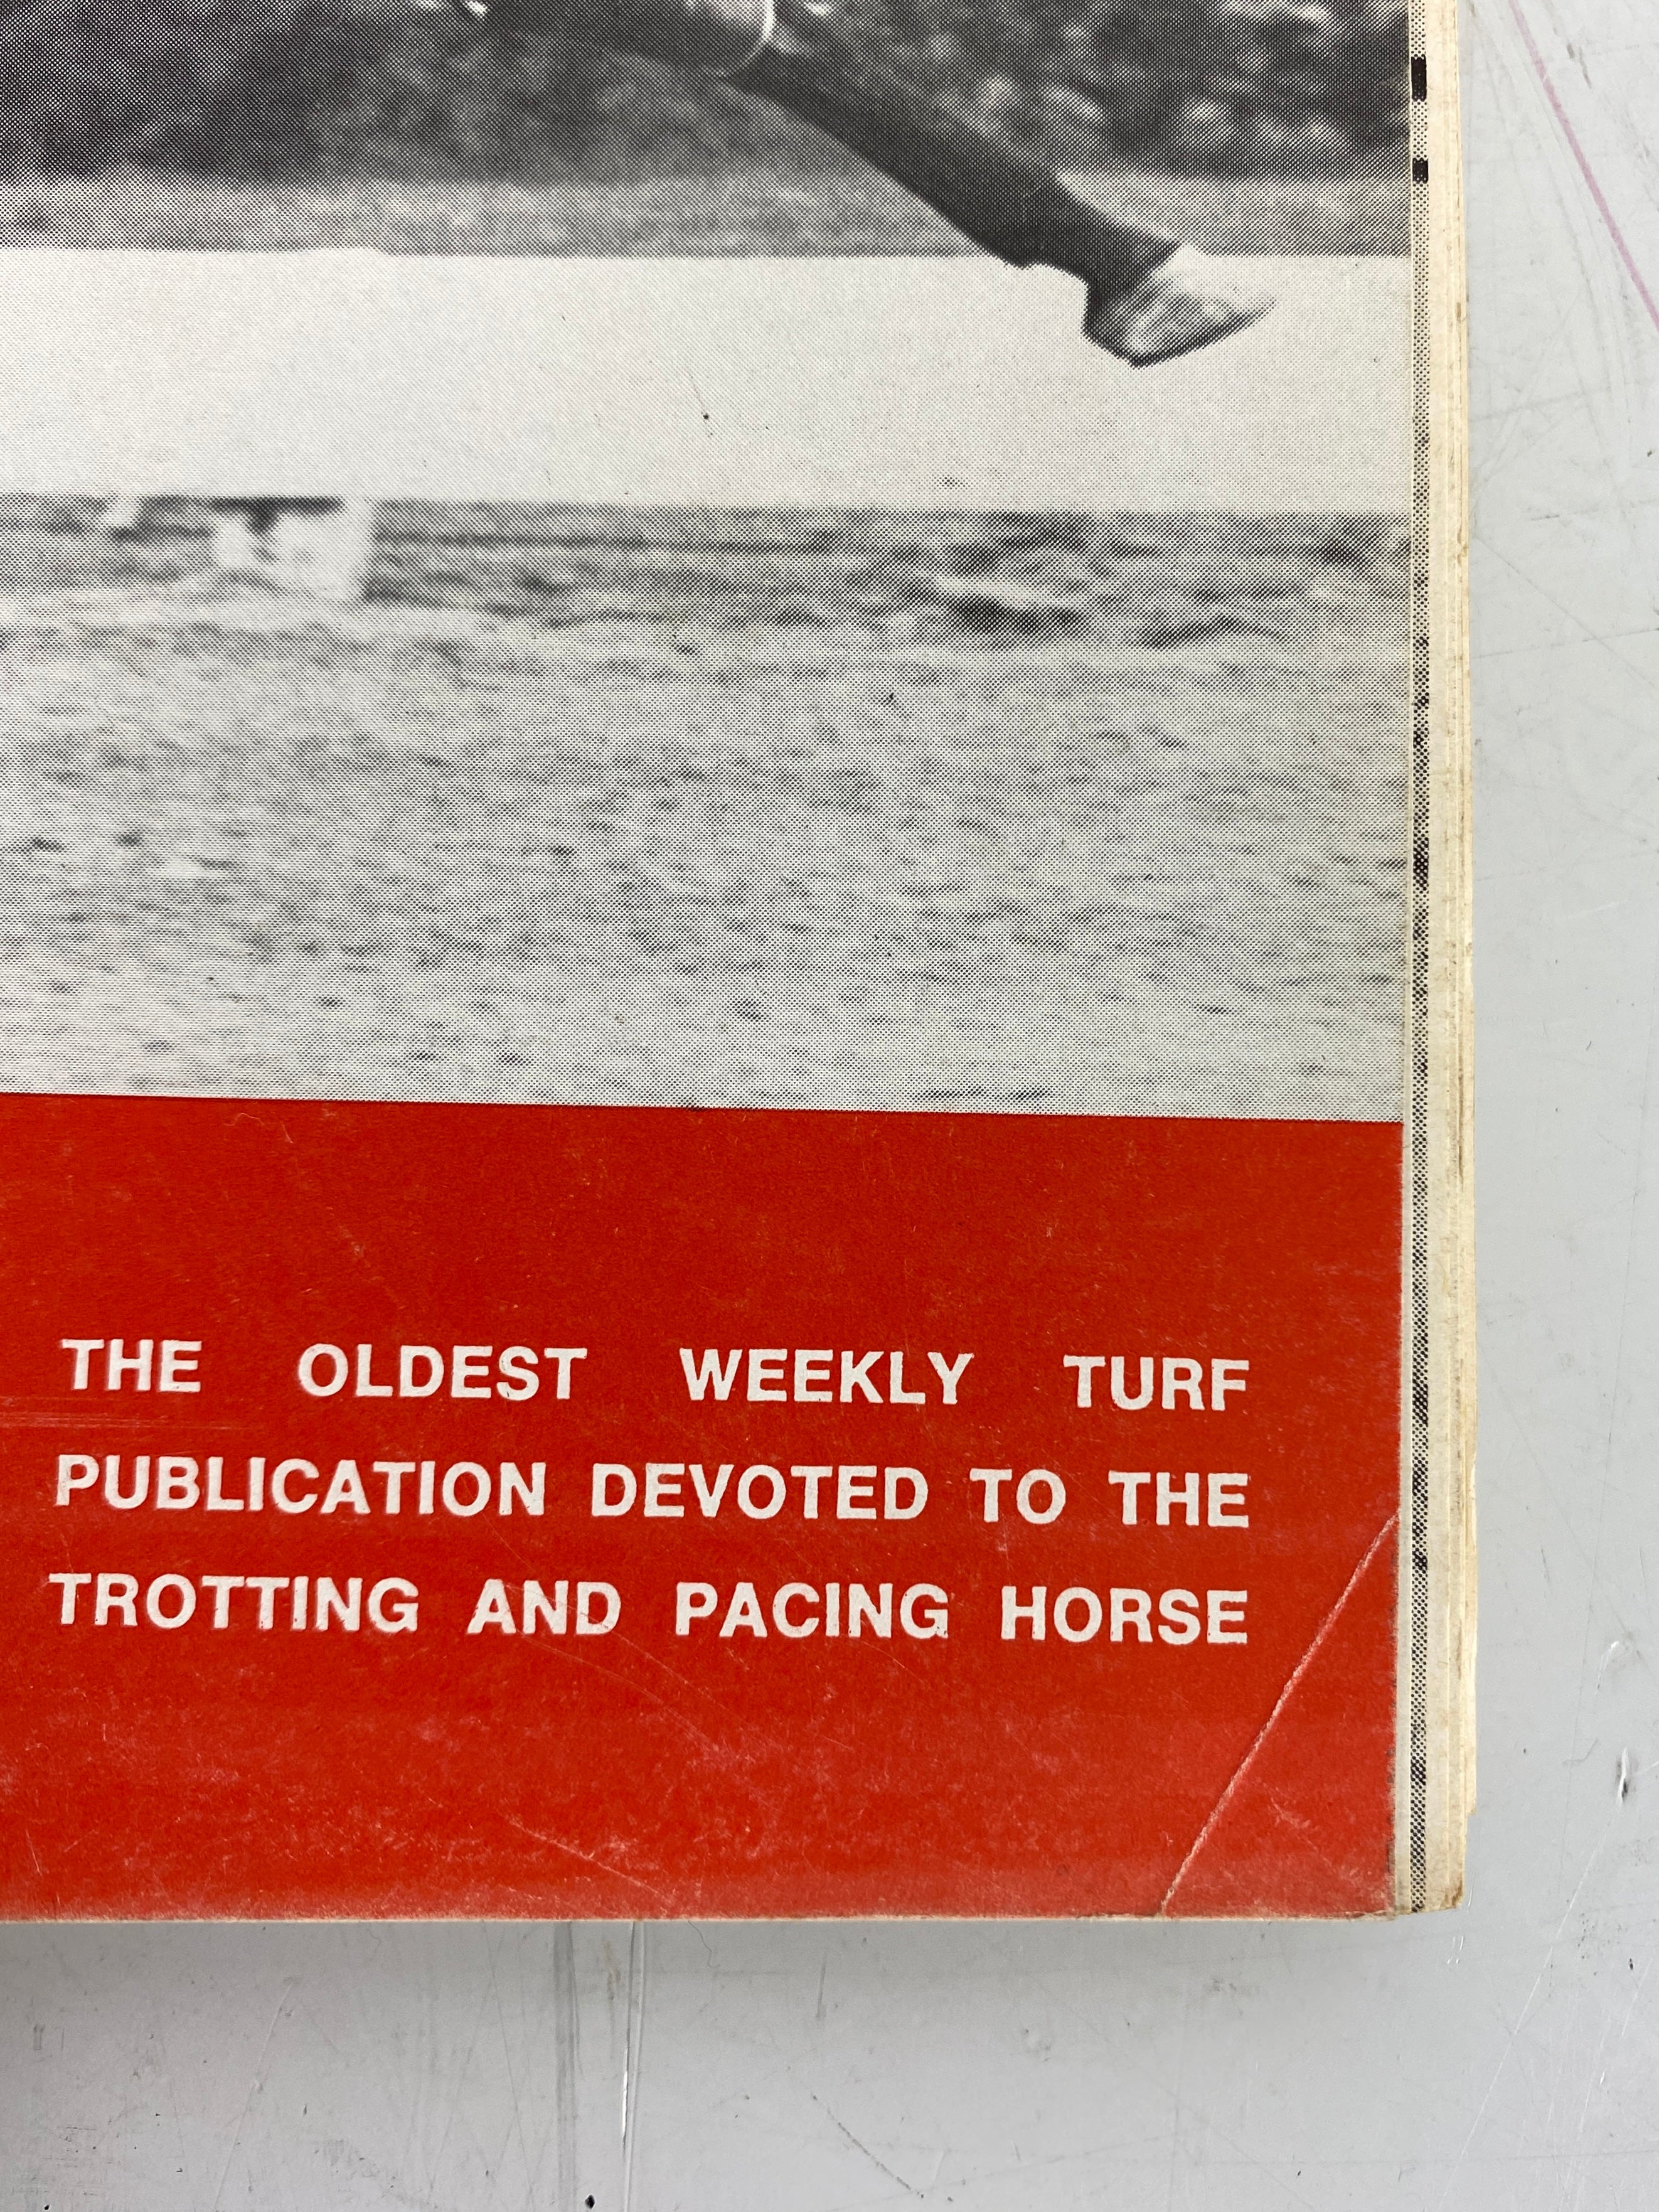 THE OLDEST WEEKLY TURF
PUBLICATION DEVOTED TO THE
TROTTING AND PACING HORSE